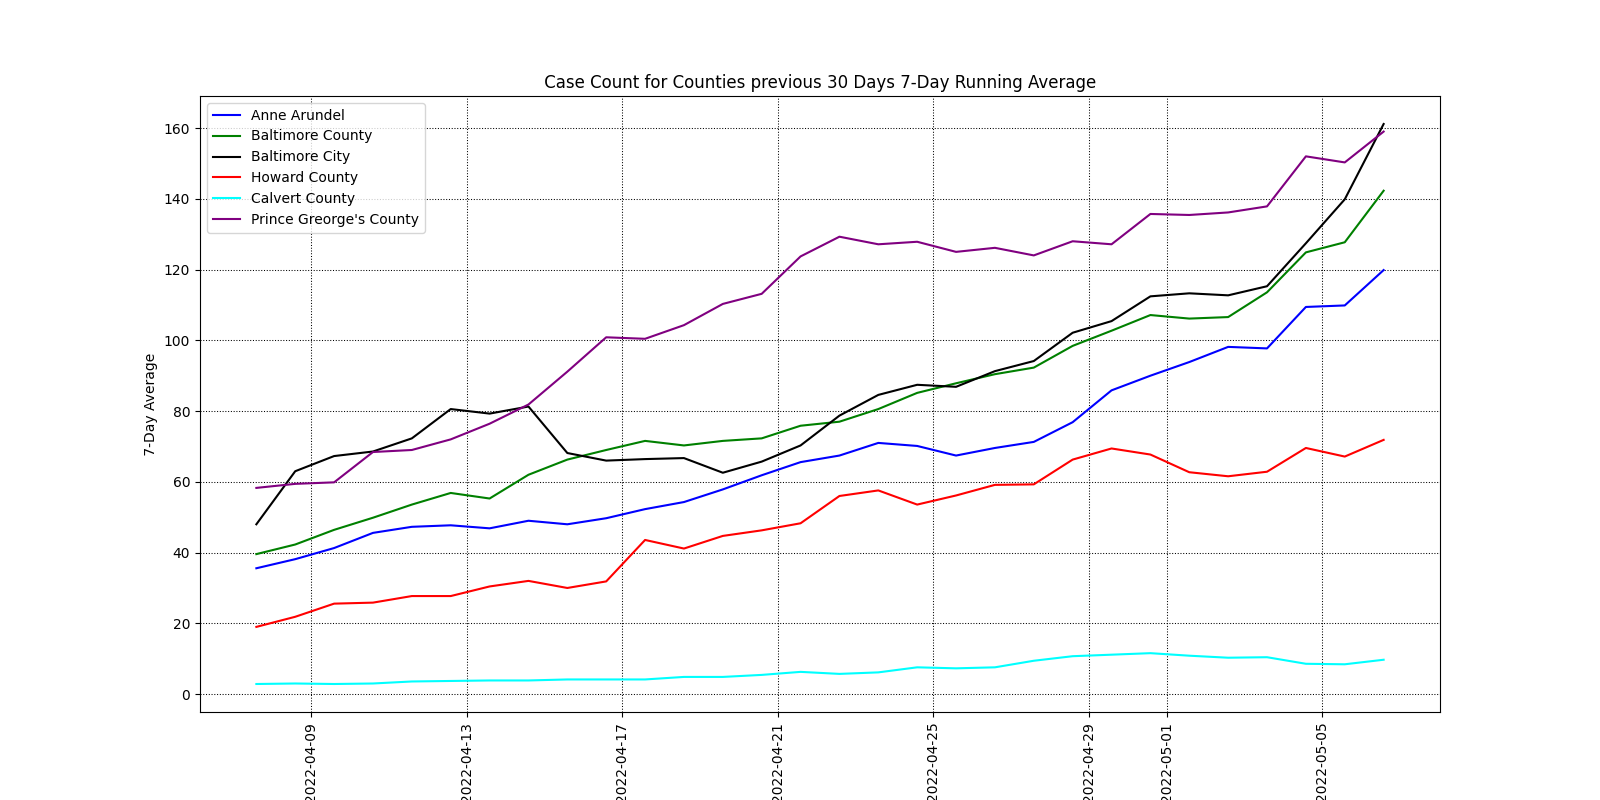 Case Count for Counties previous 30 Days 7-Day Running Average
Anne Arundel
Baltimore County
Baltimore City
Howard County
Calvert County
Prince Greorge's County
7-Day Average
160
140
120
100
80
60
40
20
0
2022-04-09
2022-04-13
2022-04-17
2022-04-21
2022-04-25
2022-04-29
2022-05-01
2022-05-05